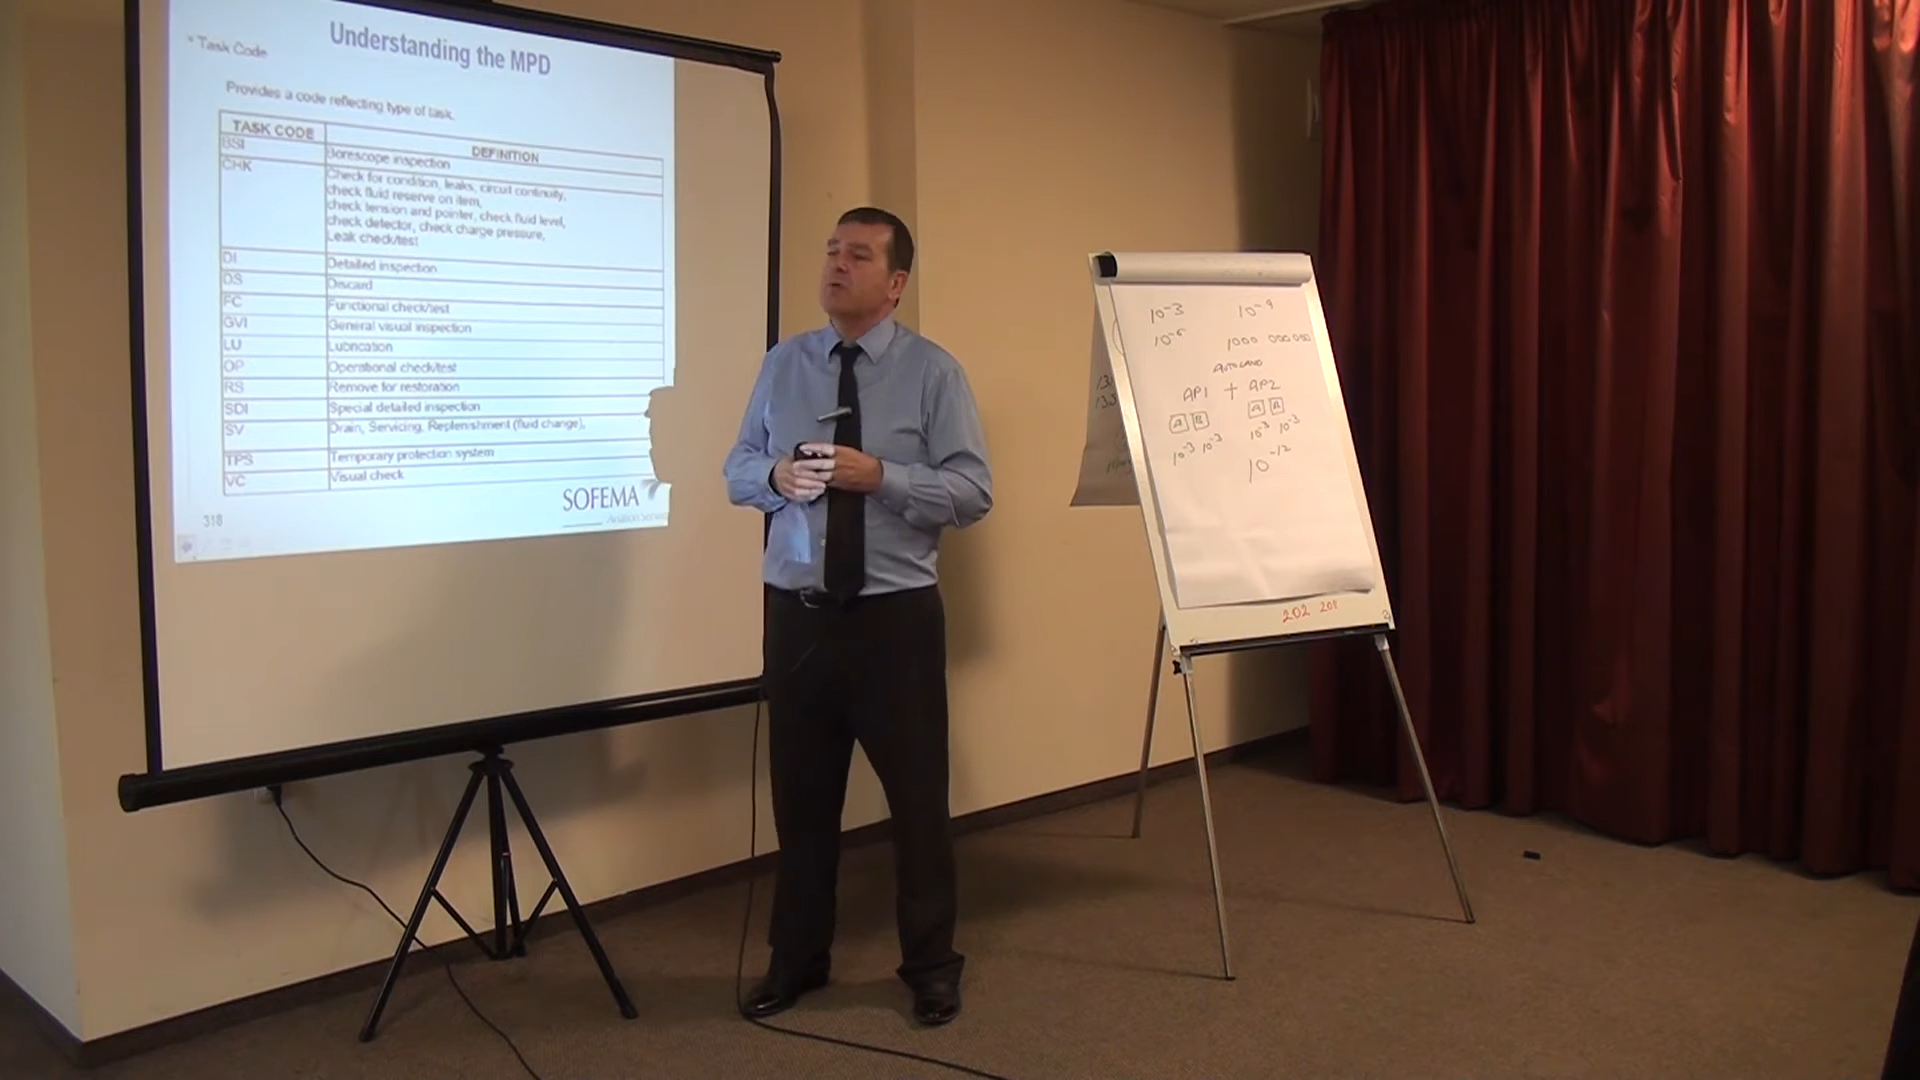 Understanding the MPD
* Task Code
Provides a code reflecting type of task.
TASK CODE DEFINITION
BSI Borescope inspection
CHK Check for condition, leaks, circuit continuity,
check fluid reserve on item,
check tension and pointer, check fluid level,
check detector, check charge pressure,
Leak check/test
DI Detailed inspection
DS Discard
FC Functional check/test
GVI General visual inspection
LU Lubrication
OP Operational check/test
RS Remove for restoration
SDI Special detailed inspection
SV Drain, Servicing, Replenishment (fluid change),
TPS Temporary protection system
VC Visual check
318
SOFEMA
Aviation
10⁻³ 10⁻⁹
10⁻⁶ 1000 000 000
AUTOLAND
AP1 + AP2
A B A B
10⁻³ 10⁻³ 10⁻³ 10⁻³
10⁻¹²
202 201